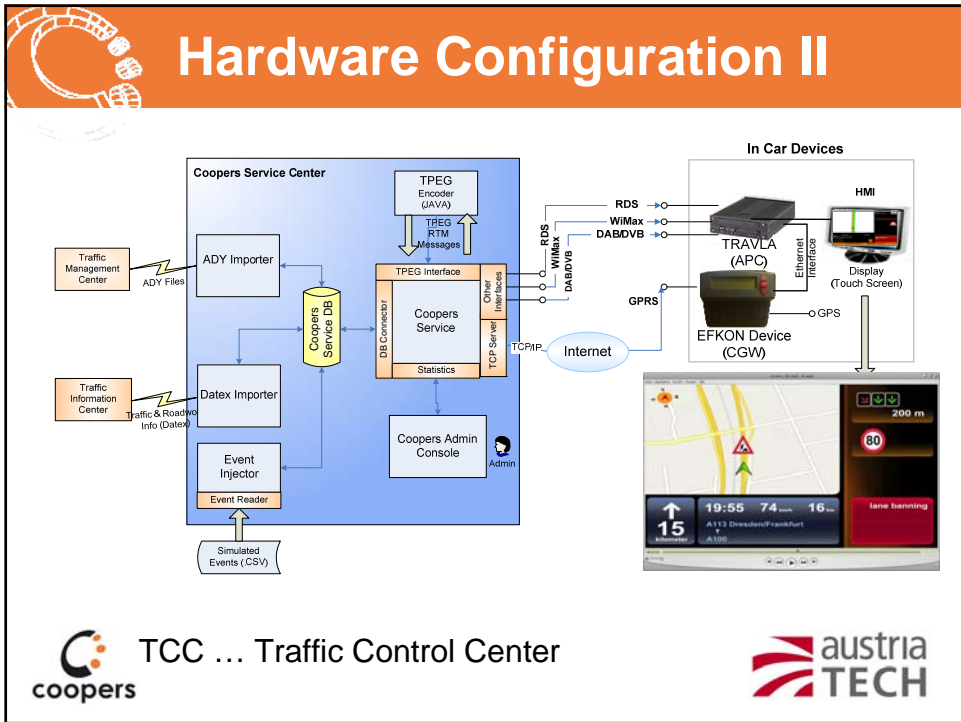 Hardware Configuration II
In Car Devices
Coopers Service Center
TPEG
Encoder
(JAVA)
TPEG
RTM
Messages
Traffic
Management
Center
ADY Files
ADY Importer
Coopers
Service DB
TPEG Interface
DB Connector
Coopers
Service
Other
Interfaces
TCP Server
Statistics
RDS
WiMax
DAB/DVB
RDS
WiMax
DAB/DVB
GPRS
TCP/IP
Internet
TRAVLA
(APC)
Ethernet
Interface
HMI
Display
(Touch Screen)
GPS
EFKON Device
(CGW)
Traffic
Information
Center
Traffic & Roadwo
Info (Datex)
Datex Importer
Event
Injector
Event Reader
Simulated
Events (.CSV)
Coopers Admin
Console
Admin
200 m
80
lane banning
15
kilometer
19:55 74 km/h 16 km
A113 Dresden/Frankfurt
A100
TCC … Traffic Control Center
coopers
austria
TECH